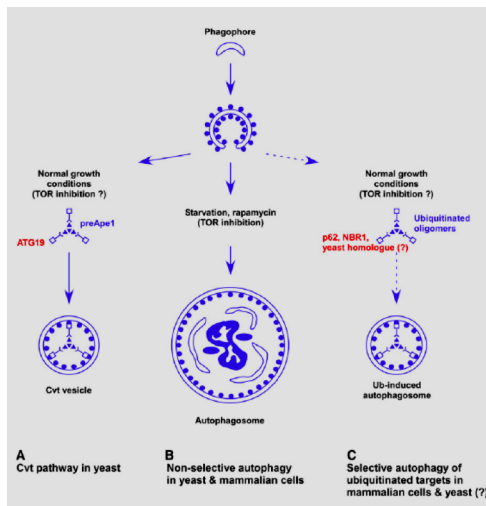 Phagophore
Normal growth
conditions
(TOR inhibition ?)
preApe1
ATG19
Cvt vesicle
Starvation, rapamycin
(TOR inhibition)
Autophagosome
Normal growth
conditions
(TOR inhibition ?)
Ubiquitinated
oligomers
p62, NBR1,
yeast homologue (?)
Ub-induced
autophagosome
A
Cvt pathway in yeast
B
Non-selective autophagy
in yeast & mammalian cells
C
Selective autophagy of
ubiquitinated targets in
mammalian cells & yeast (?)